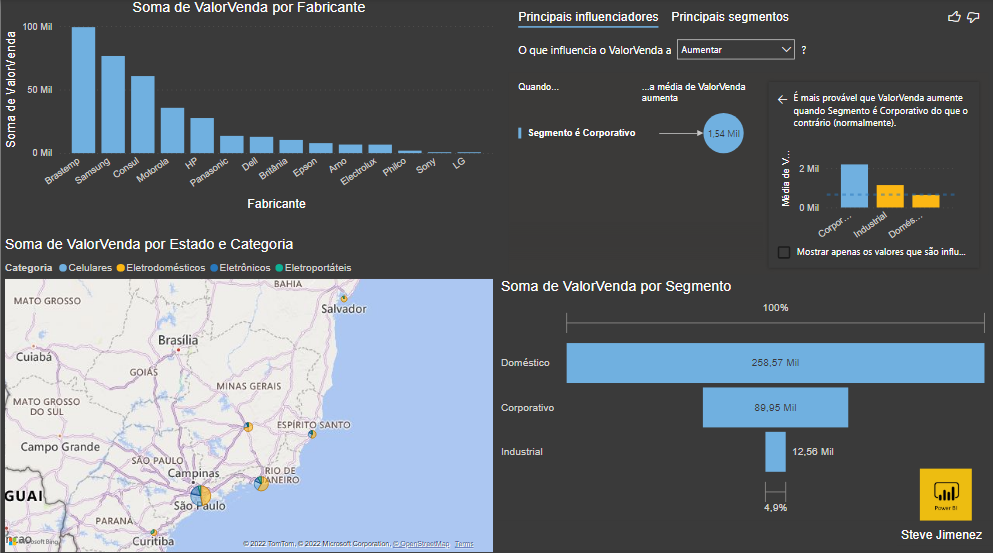 Soma de ValorVenda por Fabricante
Soma de ValorVenda
100 Mil
50 Mil
0 Mil
Brastemp
Samsung
Consul
Motorola
HP
Panasonic
Dell
Britânia
Epson
Arno
Electrolux
Philco
Sony
LG
Fabricante
Principais influenciadores
Principais segmentos
O que influencia o ValorVenda a
Aumentar
?
Quando...
...a média de ValorVenda
aumenta
Segmento é Corporativo
1,54 Mil
É mais provável que ValorVenda aumente
quando Segmento é Corporativo do que o
contrário (normalmente).
Média de V...
2 Mil
0 Mil
Corpor...
Industrial
Domés...
Mostrar apenas os valores que são influ...
Soma de ValorVenda por Estado e Categoria
Categoria
Celulares
Eletrodomésticos
Eletrônicos
Eletroportáteis
BAHIA
MATO GROSSO
Salvador
Brasília
Cuiabá
GOIÁS
MATO GROSSO
DO SUL
MINAS GERAIS
ESPÍRITO SANTO
Campo Grande
SÃO PAULO
Campinas
RIO DE
JANEIRO
GUAI
São Paulo
PARANÁ
Curitiba
Microsoft Bing
© 2022 TomTom, © 2022 Microsoft Corporation, © OpenStreetMap Terms
Soma de ValorVenda por Segmento
100%
Doméstico
258,57 Mil
Corporativo
89,95 Mil
Industrial
12,56 Mil
4,9%
Power BI
Steve Jimenez